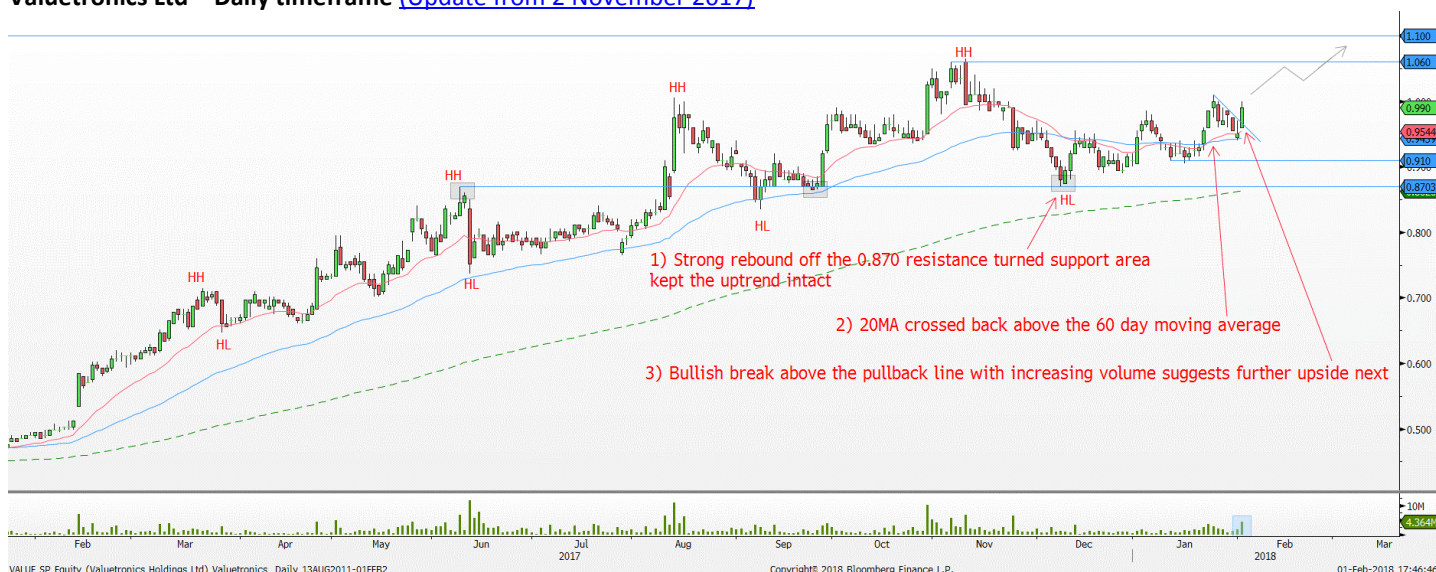 Valuetronics Ltd – Daily timeframe (Update from 2 November 2017)
1.100
HH
1.060
HH
1.000
0.990
0.9544
0.910
0.900
HH
0.8703
HL
HL
0.800
1) Strong rebound off the 0.870 resistance turned support area
kept the uptrend intact
HH
HL
0.700
2) 20MA crossed back above the 60 day moving average
HL
3) Bullish break above the pullback line with increasing volume suggests further upside next
0.600
0.500
10M
4.364M
Feb Mar Apr May Jun Jul Aug Sep Oct Nov Dec Jan Feb Mar
2017 2018
VALUE SP Equity (Valuetronics Holdings Ltd) Valuetronics Daily 13AUG2011-01FEB2
Copyright© 2018 Bloomberg Finance L.P.
01-Feb-2018 17:46:46